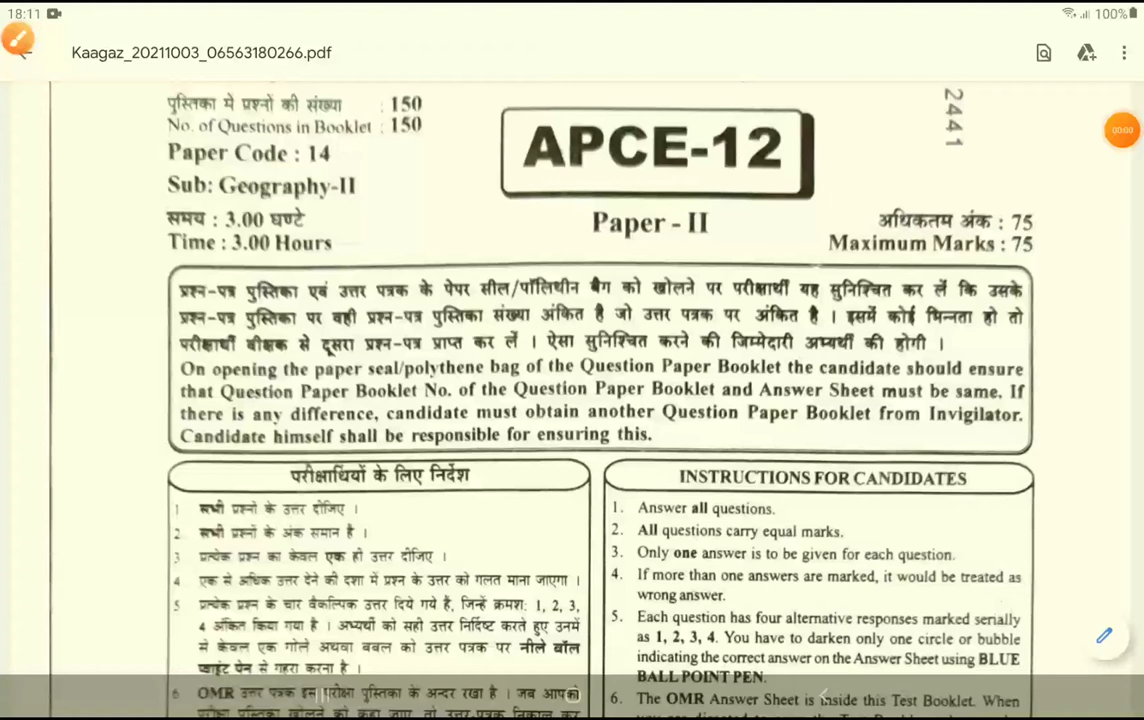 18:11
100%
Kaagaz_20211003_06563180266.pdf
00:00
पुस्तिका मे प्रश्नों की संख्या : 150
No. of Questions in Booklet : 150
Paper Code : 14
Sub: Geography-II
समय : 3.00 घण्टे
Time : 3.00 Hours
APCE-12
Paper - II
2441
अधिकतम अंक : 75
Maximum Marks : 75
प्रश्न-पत्र पुस्तिका एवं उत्तर पत्रक के पेपर सील/पॉलिथीन बैग को खोलने पर परीक्षार्थी यह सुनिश्चित कर लें कि उसके
प्रश्न-पत्र पुस्तिका पर वही प्रश्न-पत्र पुस्तिका संख्या अंकित है जो उत्तर पत्रक पर अंकित है । इसमें कोई भिन्नता हो तो
परीक्षार्थी वीक्षक से दूसरा प्रश्न-पत्र प्राप्त कर लें । ऐसा सुनिश्चित करने की जिम्मेदारी अभ्यर्थी की होगी ।
On opening the paper seal/polythene bag of the Question Paper Booklet the candidate should ensure
that Question Paper Booklet No. of the Question Paper Booklet and Answer Sheet must be same. If
there is any difference, candidate must obtain another Question Paper Booklet from Invigilator.
Candidate himself shall be responsible for ensuring this.
परीक्षार्थियों के लिए निर्देश
1 सभी प्रश्नों के उत्तर दीजिए ।
2 सभी प्रश्नों के अंक समान है ।
3 प्रत्येक प्रश्न का केवल एक ही उत्तर दीजिए ।
4 एक से अधिक उत्तर देने की दशा में प्रश्न के उत्तर को गलत माना जाएगा ।
5 प्रत्येक प्रश्न के चार वैकल्पिक उत्तर दिये गये हैं, जिन्हें क्रमश: 1, 2, 3,
4 अंकित किया गया है । अभ्यर्थी को सही उत्तर निर्दिष्ट करते हुए उनमें
से केवल एक गोले अथवा बबल को उत्तर पत्रक पर नीले बॉल
प्वाइंट पेन से गहरा करना है ।
6 OMR उत्तर पत्रक इस परीक्षा पुस्तिका के अन्दर रखा है । जब आपको
परीक्षा पुस्तिका खोलने को कहा जाए, तो उत्तर-पत्रक निकाल कर
INSTRUCTIONS FOR CANDIDATES
1. Answer all questions.
2. All questions carry equal marks.
3. Only one answer is to be given for each question.
4. If more than one answers are marked, it would be treated as
wrong answer.
5. Each question has four alternative responses marked serially
as 1, 2, 3, 4. You have to darken only one circle or bubble
indicating the correct answer on the Answer Sheet using BLUE
BALL POINT PEN.
6. The OMR Answer Sheet is inside this Test Booklet. When